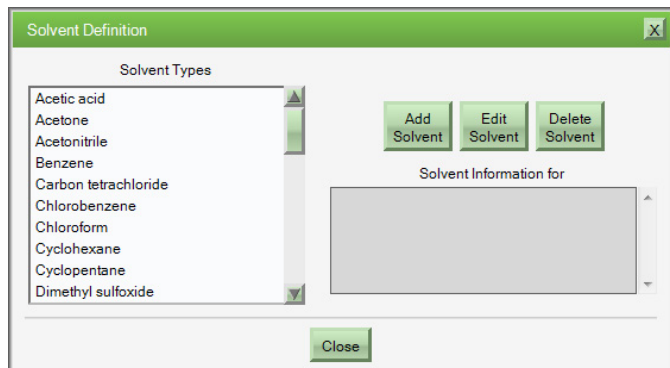 Solvent Definition
X
Solvent Types
Acetic acid
Acetone
Acetonitrile
Benzene
Carbon tetrachloride
Chlorobenzene
Chloroform
Cyclohexane
Cyclopentane
Dimethyl sulfoxide
Add
Solvent
Edit
Solvent
Delete
Solvent
Solvent Information for
Close